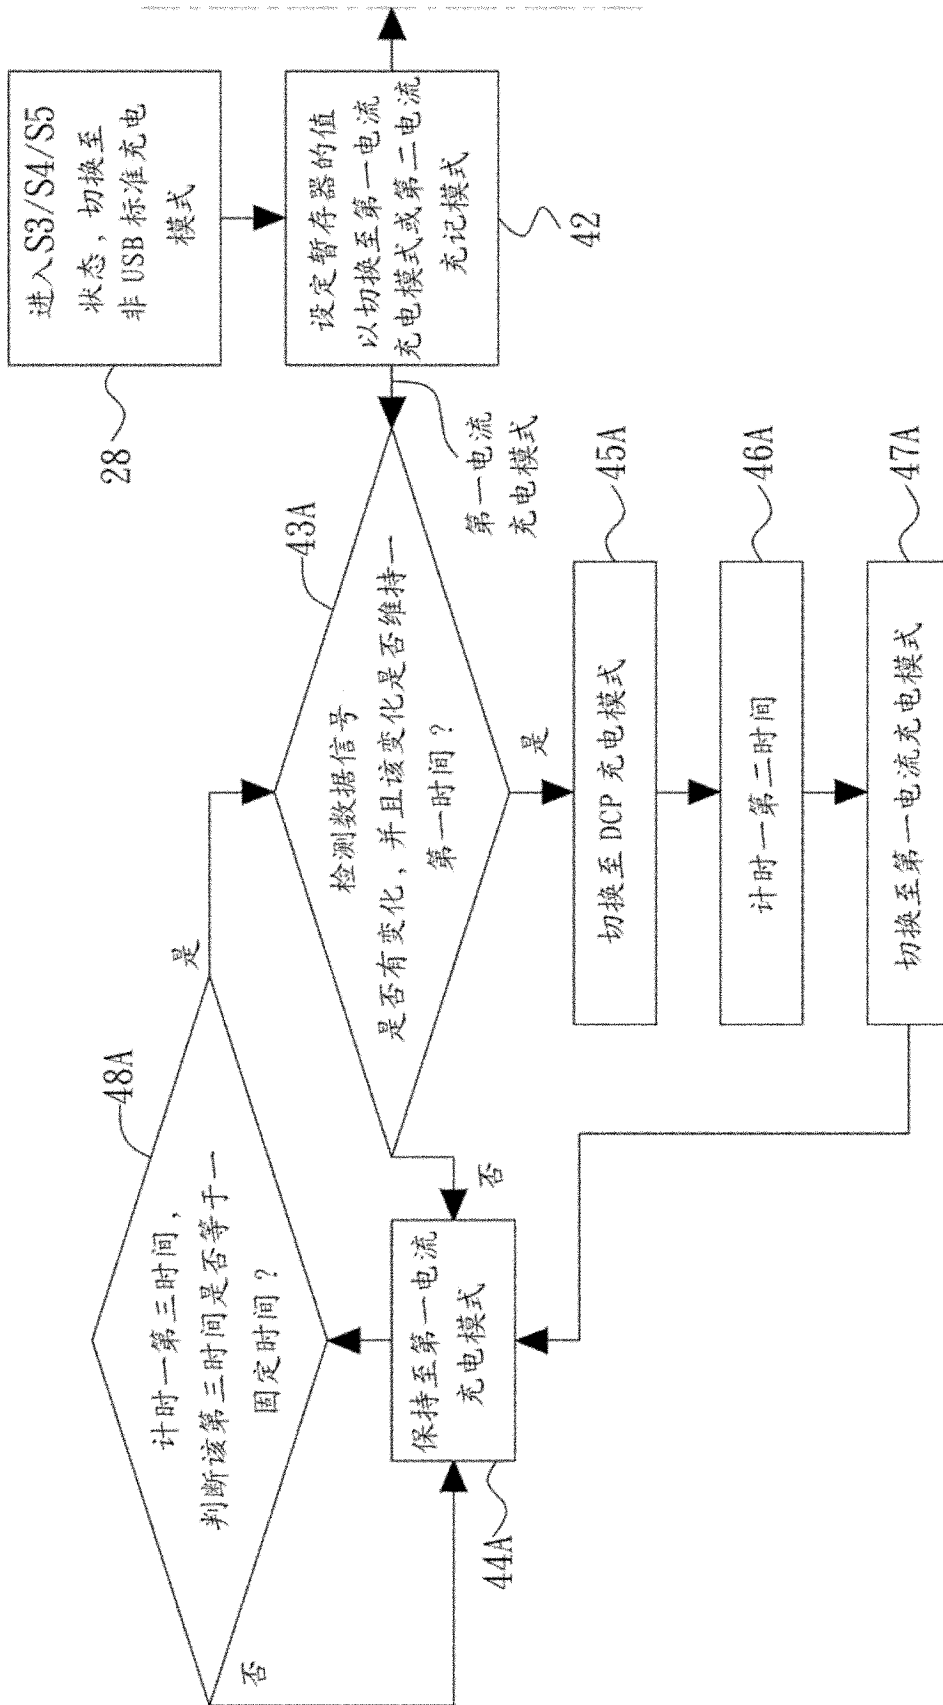 进入S3/S4/S5
状态，切换至
非USB标准充电
模式
28
设定暂存器的值
以切换至第一电流
充电模式或第二电流
充记模式
42
第一电流
充电模式
43A
检测数据信号
是否有变化，并且该变化是否维持一
第一时间？
是
否
切换至 DCP 充电模式
45A
计时一第二时间
46A
切换至第一电流充电模式
47A
保持至第一电流
充电模式
44A
48A
计时一第三时间，
判断该第三时间是否等于一
固定时间？
是
否